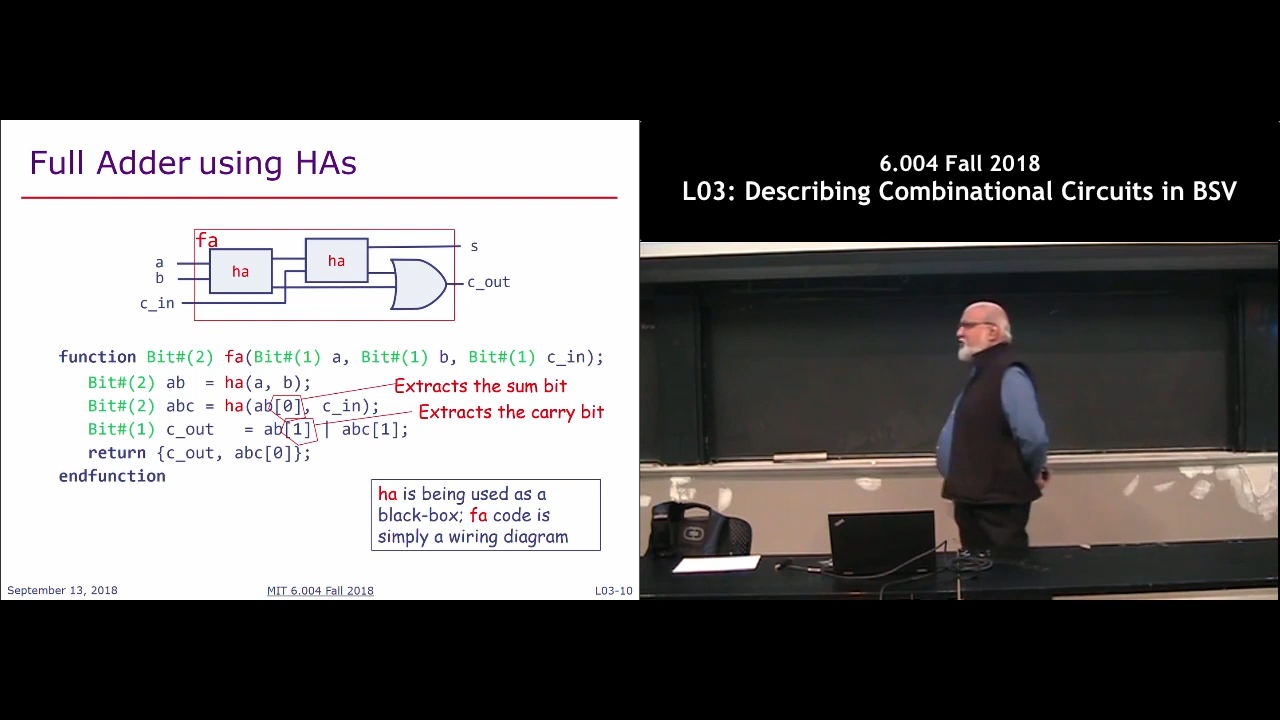 Full Adder using HAs
fa
a
b
c_in
ha
ha
s
c_out
function Bit#(2) fa(Bit#(1) a, Bit#(1) b, Bit#(1) c_in);
Bit#(2) ab = ha(a, b);
Extracts the sum bit
Bit#(2) abc = ha(ab[0], c_in);
Extracts the carry bit
Bit#(1) c_out = ab[1] | abc[1];
return {c_out, abc[0]};
endfunction
ha is being used as a
black-box; fa code is
simply a wiring diagram
September 13, 2018
MIT 6.004 Fall 2018
L03-10
6.004 Fall 2018
L03: Describing Combinational Circuits in BSV